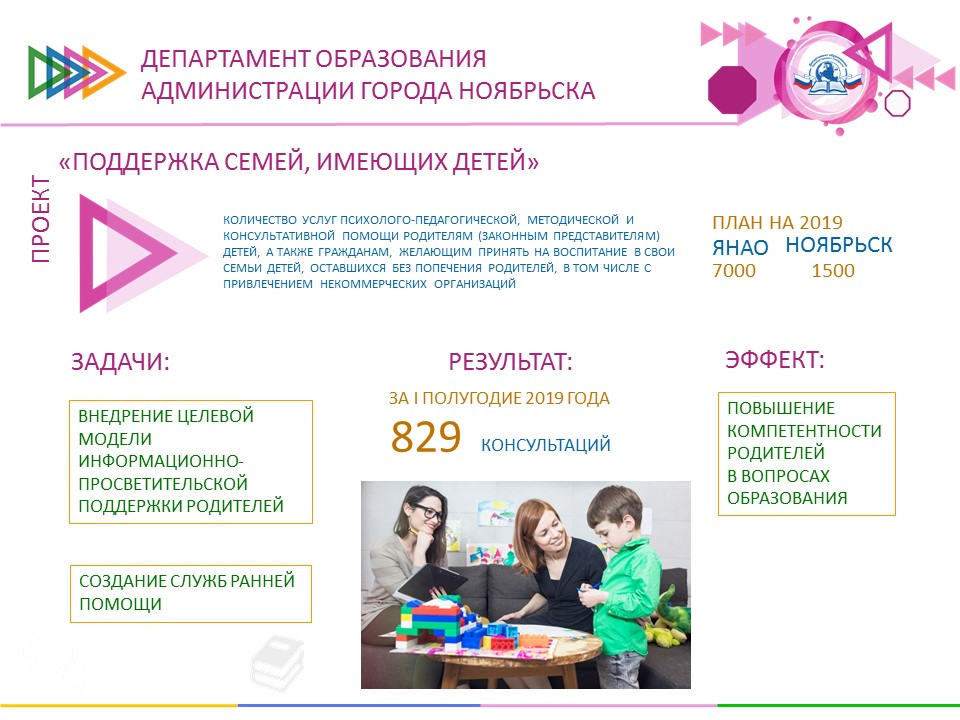 ДЕПАРТАМЕНТ ОБРАЗОВАНИЯ
АДМИНИСТРАЦИИ ГОРОДА НОЯБРЬСКА
«ПОДДЕРЖКА СЕМЕЙ, ИМЕЮЩИХ ДЕТЕЙ»
ПРОЕКТ
КОЛИЧЕСТВО УСЛУГ ПСИХОЛОГО-ПЕДАГОГИЧЕСКОЙ, МЕТОДИЧЕСКОЙ И
КОНСУЛЬТАТИВНОЙ ПОМОЩИ РОДИТЕЛЯМ (ЗАКОННЫМ ПРЕДСТАВИТЕЛЯМ)
ДЕТЕЙ, А ТАКЖЕ ГРАЖДАНАМ, ЖЕЛАЮЩИМ ПРИНЯТЬ НА ВОСПИТАНИЕ В СВОИ
СЕМЬИ ДЕТЕЙ, ОСТАВШИХСЯ БЕЗ ПОПЕЧЕНИЯ РОДИТЕЛЕЙ, В ТОМ ЧИСЛЕ С
ПРИВЛЕЧЕНИЕМ НЕКОММЕРЧЕСКИХ ОРГАНИЗАЦИЙ
ПЛАН НА 2019
ЯНАО НОЯБРЬСК
7000 1500
ЗАДАЧИ:
ВНЕДРЕНИЕ ЦЕЛЕВОЙ
МОДЕЛИ
ИНФОРМАЦИОННО-
ПРОСВЕТИТЕЛЬСКОЙ
ПОДДЕРЖКИ РОДИТЕЛЕЙ
СОЗДАНИЕ СЛУЖБ РАННЕЙ
ПОМОЩИ
РЕЗУЛЬТАТ:
ЗА I ПОЛУГОДИЕ 2019 ГОДА
829 КОНСУЛЬТАЦИЙ
ЭФФЕКТ:
ПОВЫШЕНИЕ
КОМПЕТЕНТНОСТИ
РОДИТЕЛЕЙ
В ВОПРОСАХ
ОБРАЗОВАНИЯ